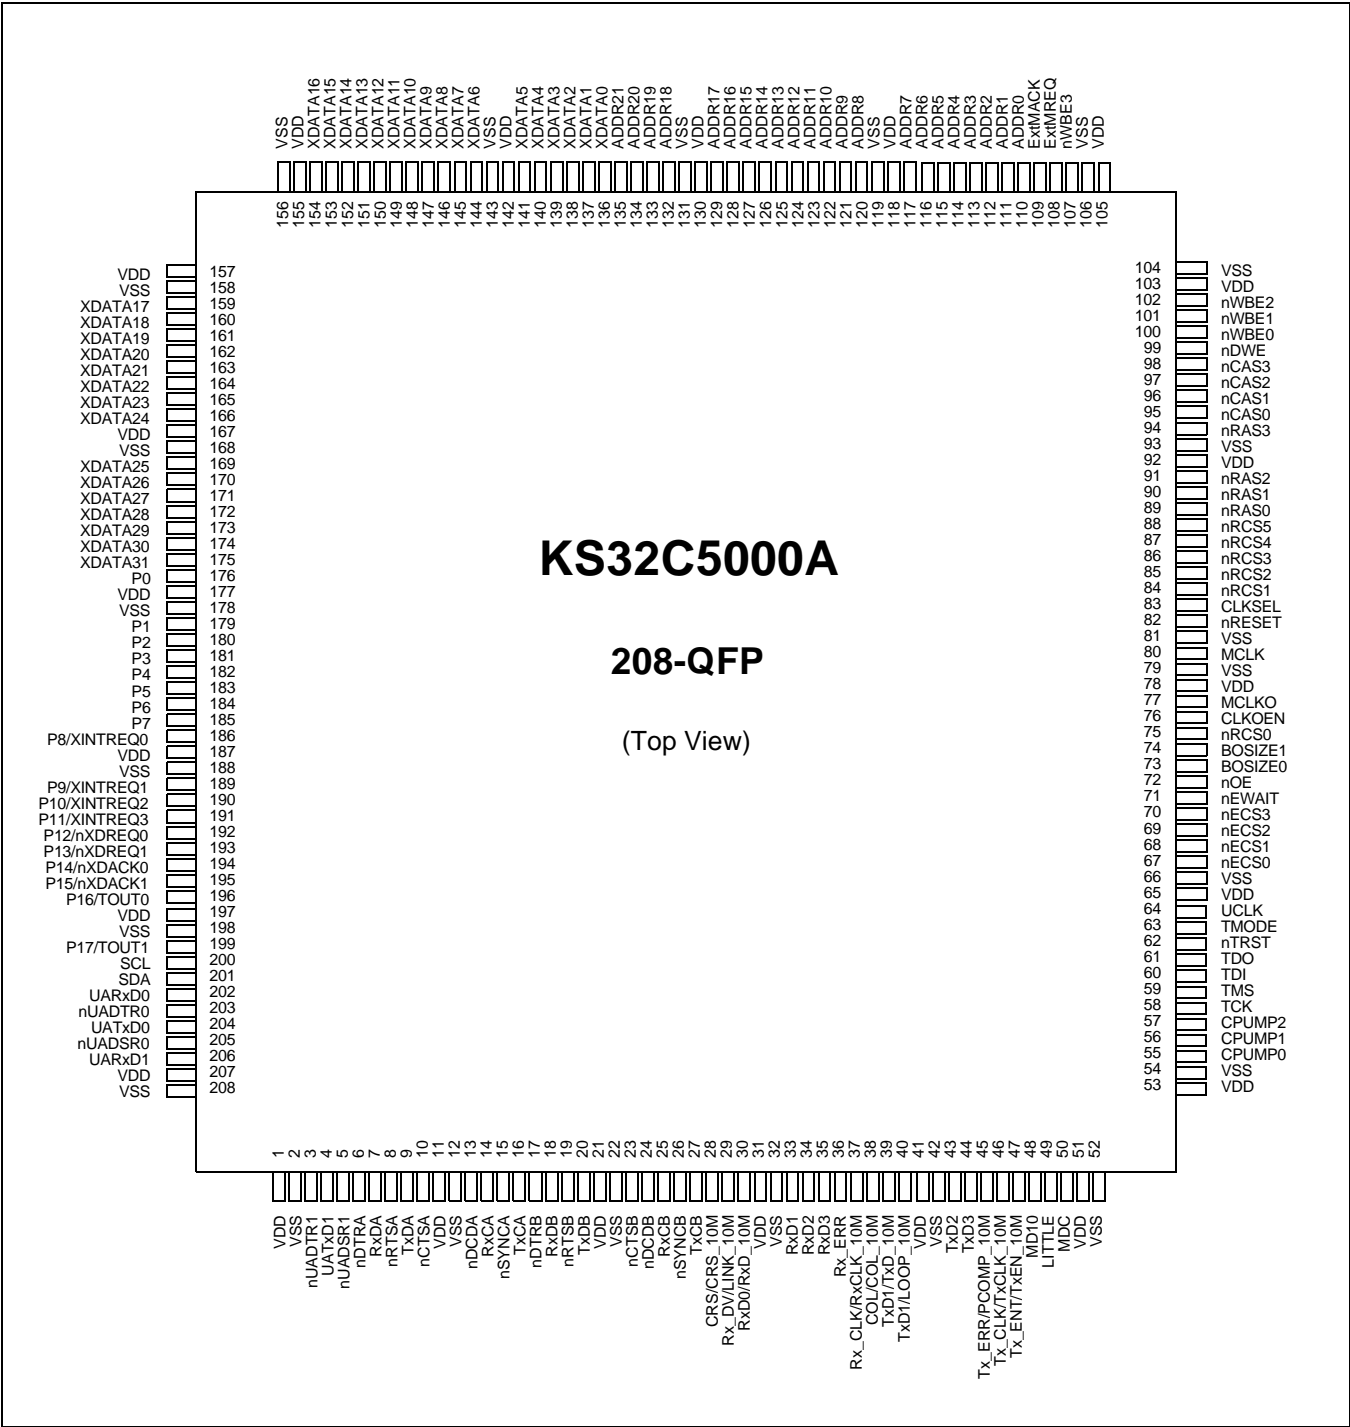 VSS
VDD
XDATA16
XDATA15
XDATA14
XDATA13
XDATA12
XDATA11
XDATA10
XDATA9
XDATA8
XDATA7
XDATA6
VSS
VDD
XDATA5
XDATA4
XDATA3
XDATA2
XDATA1
XDATA0
ADDR21
ADDR20
ADDR19
ADDR18
VSS
VDD
ADDR17
ADDR16
ADDR15
ADDR14
ADDR13
ADDR12
ADDR11
ADDR10
ADDR9
ADDR8
VSS
VDD
ADDR7
ADDR6
ADDR5
ADDR4
ADDR3
ADDR2
ADDR1
ADDR0
ExtMACK
ExtMREQ
nWBE3
VSS
VDD
156
155
154
153
152
151
150
149
148
147
146
145
144
143
142
141
140
139
138
137
136
135
134
133
132
131
130
129
128
127
126
125
124
123
122
121
120
119
118
117
116
115
114
113
112
111
110
109
108
107
106
105
VDD 157
VSS 158
XDATA17 159
XDATA18 160
XDATA19 161
XDATA20 162
XDATA21 163
XDATA22 164
XDATA23 165
XDATA24 166
VDD 167
VSS 168
XDATA25 169
XDATA26 170
XDATA27 171
XDATA28 172
XDATA29 173
XDATA30 174
XDATA31 175
P0 176
VDD 177
VSS 178
P1 179
P2 180
P3 181
P4 182
P5 183
P6 184
P7 185
P8/XINTREQ0 186
VDD 187
VSS 188
P9/XINTREQ1 189
P10/XINTREQ2 190
P11/XINTREQ3 191
P12/nXDREQ0 192
P13/nXDREQ1 193
P14/nXDACK0 194
P15/nXDACK1 195
P16/TOUT0 196
VDD 197
VSS 198
P17/TOUT1 199
SCL 200
SDA 201
UARxD0 202
nUADTR0 203
UATxD0 204
nUADSR0 205
UARxD1 206
VDD 207
VSS 208
KS32C5000A
208-QFP
(Top View)
104 VSS
103 VDD
102 nWBE2
101 nWBE1
100 nWBE0
99 nDWE
98 nCAS3
97 nCAS2
96 nCAS1
95 nCAS0
94 nRAS3
93 VSS
92 VDD
91 nRAS2
90 nRAS1
89 nRAS0
88 nRCS5
87 nRCS4
86 nRCS3
85 nRCS2
84 nRCS1
83 CLKSEL
82 nRESET
81 VSS
80 MCLK
79 VSS
78 VDD
77 MCLKO
76 CLKOEN
75 nRCS0
74 BOSIZE1
73 BOSIZE0
72 nOE
71 nEWAIT
70 nECS3
69 nECS2
68 nECS1
67 nECS0
66 VSS
65 VDD
64 UCLK
63 TMODE
62 nTRST
61 TDO
60 TDI
59 TMS
58 TCK
57 CPUMP2
56 CPUMP1
55 CPUMP0
54 VSS
53 VDD
1
2
3
4
5
6
7
8
9
10
11
12
13
14
15
16
17
18
19
20
21
22
23
24
25
26
27
28
29
30
31
32
33
34
35
36
37
38
39
40
41
42
43
44
45
46
47
48
49
50
51
52
VDD
VSS
nUADTR1
UATxD1
nUADSR1
nDTRA
RxDA
nRTSA
TxDA
nCTSA
VDD
VSS
nDCDA
RxCA
nSYNCA
TxCA
nDTRB
RxDB
nRTSB
TxDB
VDD
VSS
nCTSB
nDCDB
RxCB
nSYNCB
TxCB
CRS/CRS_10M
Rx_DV/LINK_10M
RxD0/RxD_10M
VDD
VSS
RxD1
RxD2
RxD3
Rx_ERR
Rx_CLK/RxCLK_10M
COL/COL_10M
TxD1/TxD_10M
TxD1/LOOP_10M
VDD
VSS
TxD2
TxD3
Tx_ERR/PCOMP_10M
Tx_CLK/TxCLK_10M
Tx_ENT/TxEN_10M
MD10
LITTLE
MDC
VDD
VSS